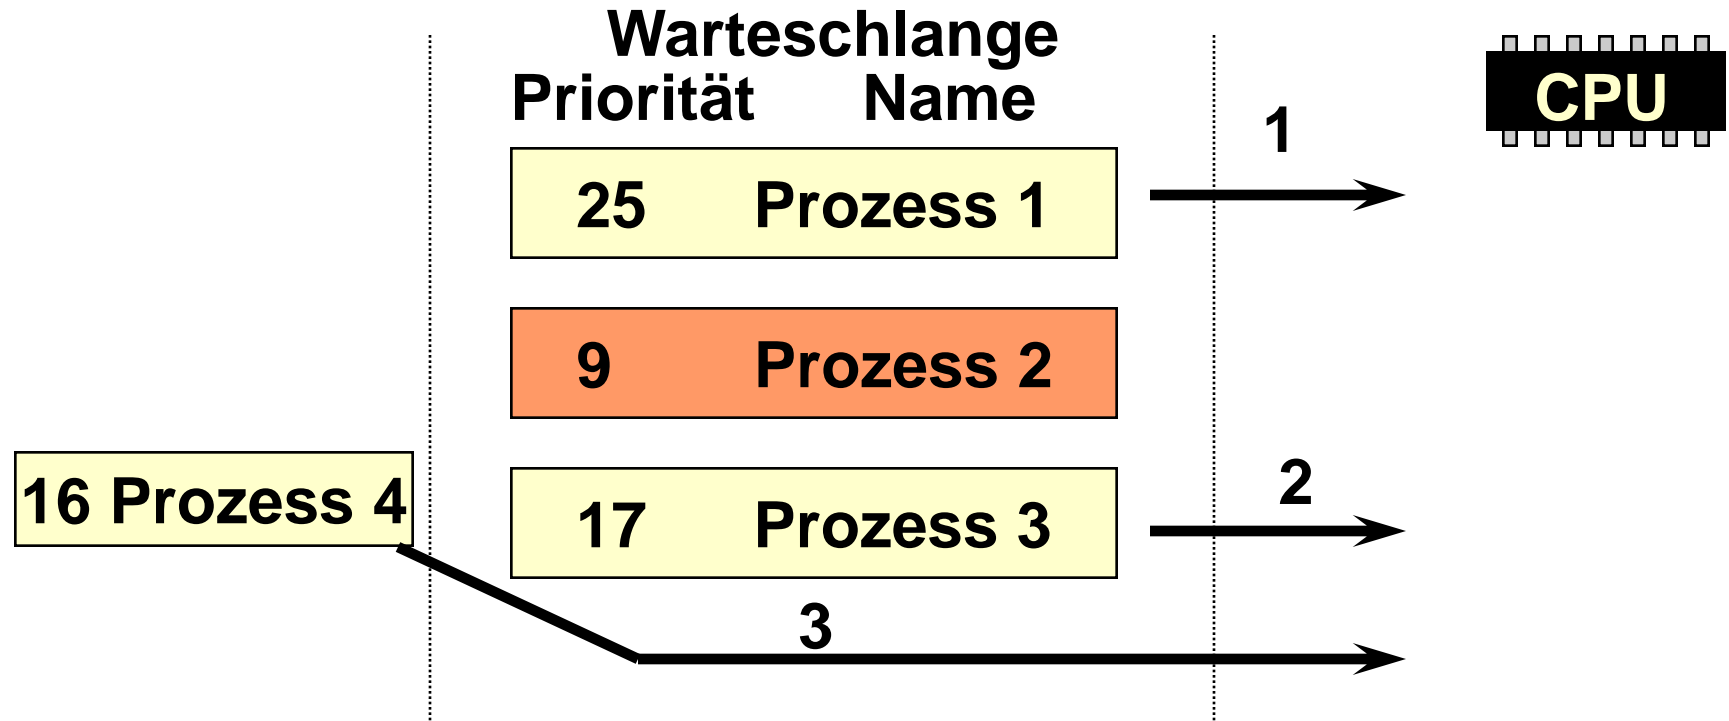 Warteschlange
Priorität Name
CPU
1
25 Prozess 1
9 Prozess 2
16 Prozess 4
17 Prozess 3
2
3